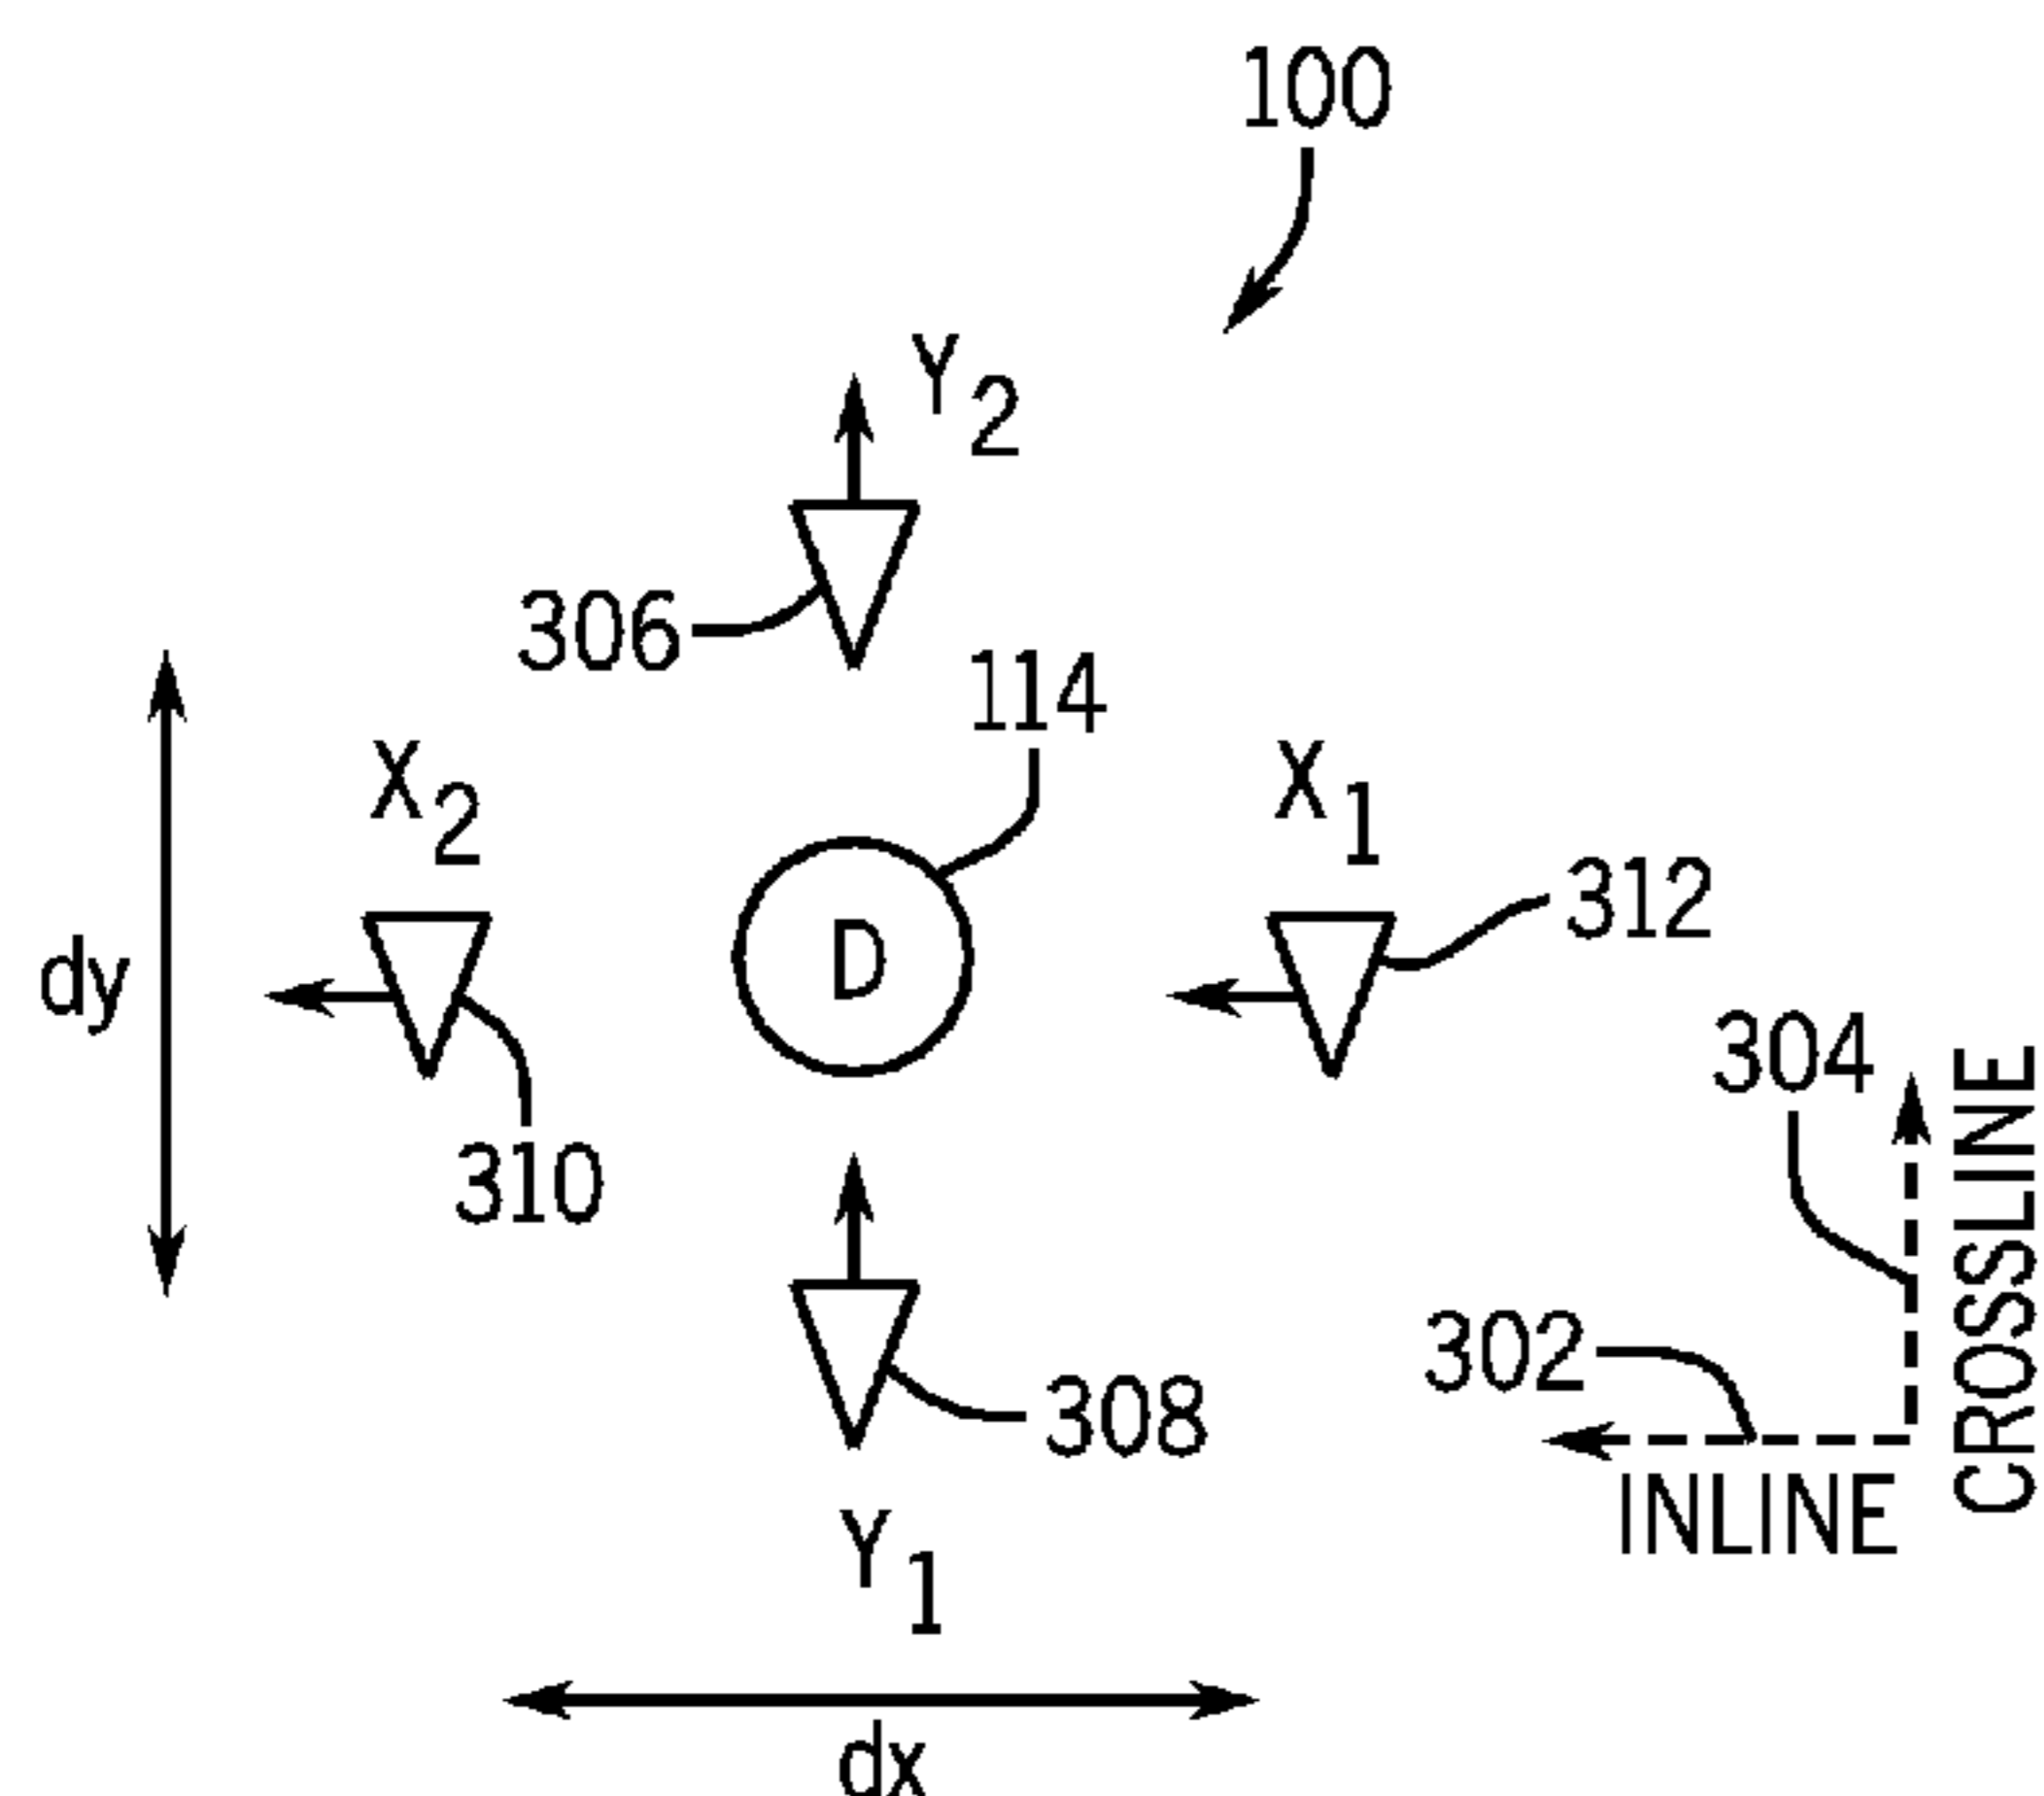 100
Y2
306
114
X2
X1
312
dy
D
304
310
CROSSLINE
302
308
INLINE
Y1
dx